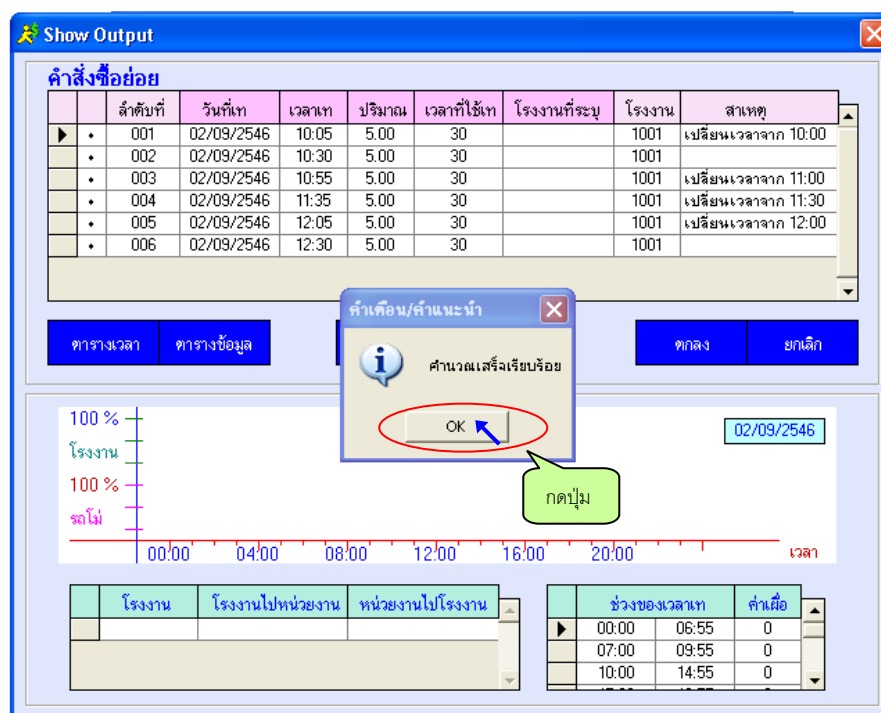 Show Output
คำสั่งซื้อย่อย
ลำดับที่ วันที่เท เวลาเท ปริมาณ เวลาที่ใช้เท โรงงานที่ระบุ โรงงาน สาเหตุ
001 02/09/2546 10:05 5.00 30 1001 เปลี่ยนเวลาจาก 10:00
002 02/09/2546 10:30 5.00 30 1001
003 02/09/2546 10:55 5.00 30 1001 เปลี่ยนเวลาจาก 11:00
004 02/09/2546 11:35 5.00 30 1001 เปลี่ยนเวลาจาก 11:30
005 02/09/2546 12:05 5.00 30 1001 เปลี่ยนเวลาจาก 12:00
006 02/09/2546 12:30 5.00 30 1001
คำเตือน/คำแนะนำ
ตารางเวลา ตารางข้อมูล ตกลง ยกเลิก
คำนวณเสร็จเรียบร้อย
OK
กดปุ่ม
02/09/2546
100 %
โรงงาน
100 %
รถโม่
00:00 04:00 08:00 12:00 16:00 20:00 เวลา
โรงงาน โรงงานไปหน่วยงาน หน่วยงานไปโรงงาน
ช่วงของเวลาเท ค่าเผื่อ
00:00 06:55 0
07:00 09:55 0
10:00 14:55 0